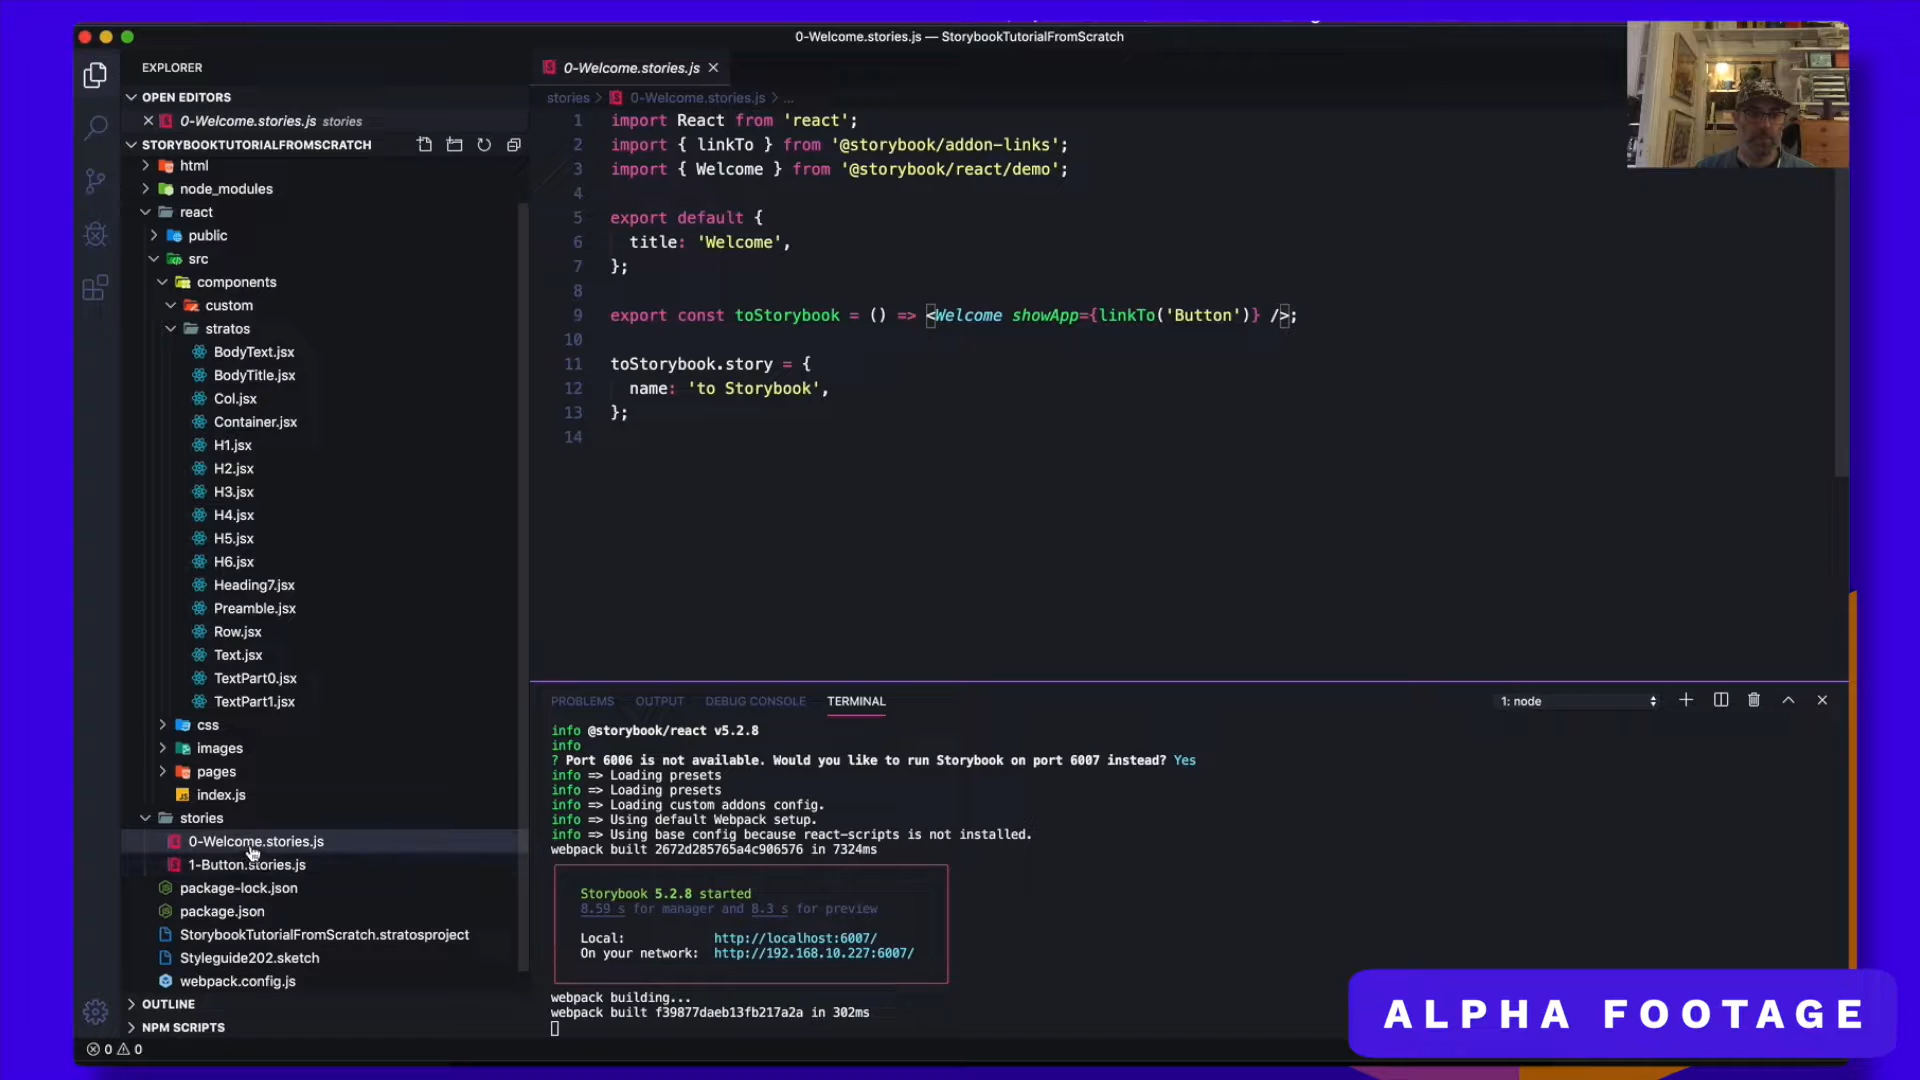 0-Welcome.stories.js — StorybookTutorialFromScratch
EXPLORER
OPEN EDITORS
0-Welcome.stories.js stories
STORYBOOKTUTORIALFROMSCRATCH
html
node_modules
react
public
src
components
custom
stratos
BodyText.jsx
BodyTitle.jsx
Col.jsx
Container.jsx
H1.jsx
H2.jsx
H3.jsx
H4.jsx
H5.jsx
H6.jsx
Heading7.jsx
Preamble.jsx
Row.jsx
Text.jsx
TextPart0.jsx
TextPart1.jsx
css
images
pages
index.js
stories
0-Welcome.stories.js
1-Button.stories.js
package-lock.json
package.json
StorybookTutorialFromScratch.stratosproject
Styleguide202.sketch
webpack.config.js
OUTLINE
NPM SCRIPTS
0 0
0-Welcome.stories.js
stories > 0-Welcome.stories.js > ...
1 import React from 'react';
2 import { linkTo } from '@storybook/addon-links';
3 import { Welcome } from '@storybook/react/demo';
4
5 export default {
6 title: 'Welcome',
7 };
8
9 export const toStorybook = () => <Welcome showApp={linkTo('Button')} />;
10
11 toStorybook.story = {
12 name: 'to Storybook',
13 };
14
PROBLEMS OUTPUT DEBUG CONSOLE TERMINAL 1: node
info @storybook/react v5.2.8
info
? Port 6006 is not available. Would you like to run Storybook on port 6007 instead? Yes
info => Loading presets
info => Loading presets
info => Loading custom addons config.
info => Using default Webpack setup.
info => Using base config because react-scripts is not installed.
webpack built 2672d285765a4c906576 in 7324ms
Storybook 5.2.8 started
8.59 s for manager and 8.3 s for preview
Local: http://localhost:6007/
On your network: http://192.168.10.227:6007/
webpack building...
webpack built f39877daeb13fb217a2a in 302ms
ALPHA FOOTAGE